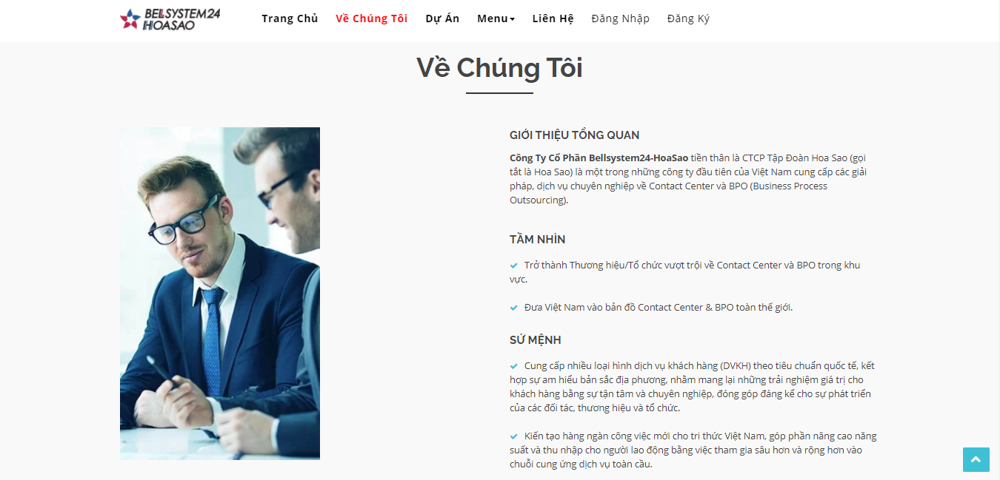 BELLSYSTEM24
HOASAO
Trang Chủ Về Chúng Tôi Dự Án Menu Liên Hệ Đăng Nhập Đăng Ký
Về Chúng Tôi
GIỚI THIỆU TỔNG QUAN
Công Ty Cổ Phần Bellsystem24-HoaSao tiền thân là CTCP Tập Đoàn Hoa Sao (gọi
tắt là Hoa Sao) là một trong những công ty đầu tiên của Việt Nam cung cấp các giải
pháp, dịch vụ chuyên nghiệp về Contact Center và BPO (Business Process
Outsourcing).
TẦM NHÌN
Trở thành Thương hiệu/Tổ chức vượt trội về Contact Center và BPO trong khu
vực.
Đưa Việt Nam vào bản đồ Contact Center & BPO toàn thế giới.
SỨ MỆNH
Cung cấp nhiều loại hình dịch vụ khách hàng (DVKH) theo tiêu chuẩn quốc tế, kết
hợp sự am hiểu bản sắc địa phương, nhằm mang lại những trải nghiệm giá trị cho
khách hàng bằng sự tận tâm và chuyên nghiệp, đóng góp đáng kể cho sự phát triển
của các đối tác, thương hiệu và tổ chức.
Kiến tạo hàng ngàn công việc mới cho tri thức Việt Nam, góp phần nâng cao năng
suất và thu nhập cho người lao động bằng việc tham gia sâu hơn và rộng hơn vào
chuỗi cung ứng dịch vụ toàn cầu.